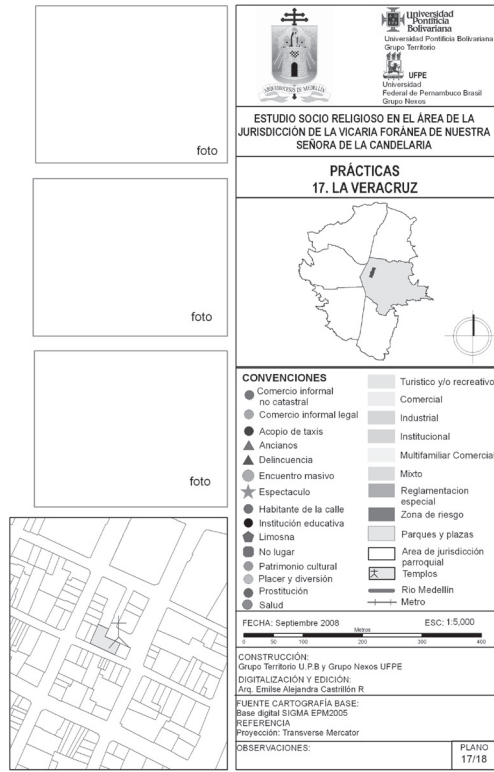 foto
foto
foto
ARQUIDIOCESIS DE MEDELLIN
Universidad
Pontificia
Bolivariana
Universidad Pontificia Bolivariana
Grupo Territorio
UFPE
Universidad
Federal de Pernambuco Brasil
Grupo Nexos
ESTUDIO SOCIO RELIGIOSO EN EL ÁREA DE LA
JURISDICCIÓN DE LA VICARIA FORÁNEA DE NUESTRA
SEÑORA DE LA CANDELARIA
PRÁCTICAS
17. LA VERACRUZ
CONVENCIONES
Comercio informal
no catastral
Comercio informal legal
Acopio de taxis
Ancianos
Delincuencia
Encuentro masivo
Espectaculo
Habitante de la calle
Institución educativa
Limosna
No lugar
Patrimonio cultural
Placer y diversión
Prostitución
Salud
Turistico y/o recreativo
Comercial
Industrial
Institucional
Multifamiliar Comercial
Mixto
Reglamentacion
especial
Zona de riesgo
Parques y plazas
Area de jurisdicción
parroquial
Templos
Rio Medellín
Metro
FECHA: Septiembre 2008
ESC: 1:5,000
Metros
0 50 100 200 300 400
CONSTRUCCIÓN:
Grupo Territorio U.P.B y Grupo Nexos UFPE
DIGITALIZACIÓN Y EDICIÓN:
Arq. Emilse Alejandra Castrillón R
FUENTE CARTOGRAFÍA BASE:
Base digital SIGMA EPM2005
REFERENCIA
Proyección: Transverse Mercator
OBSERVACIONES:
PLANO
17/18